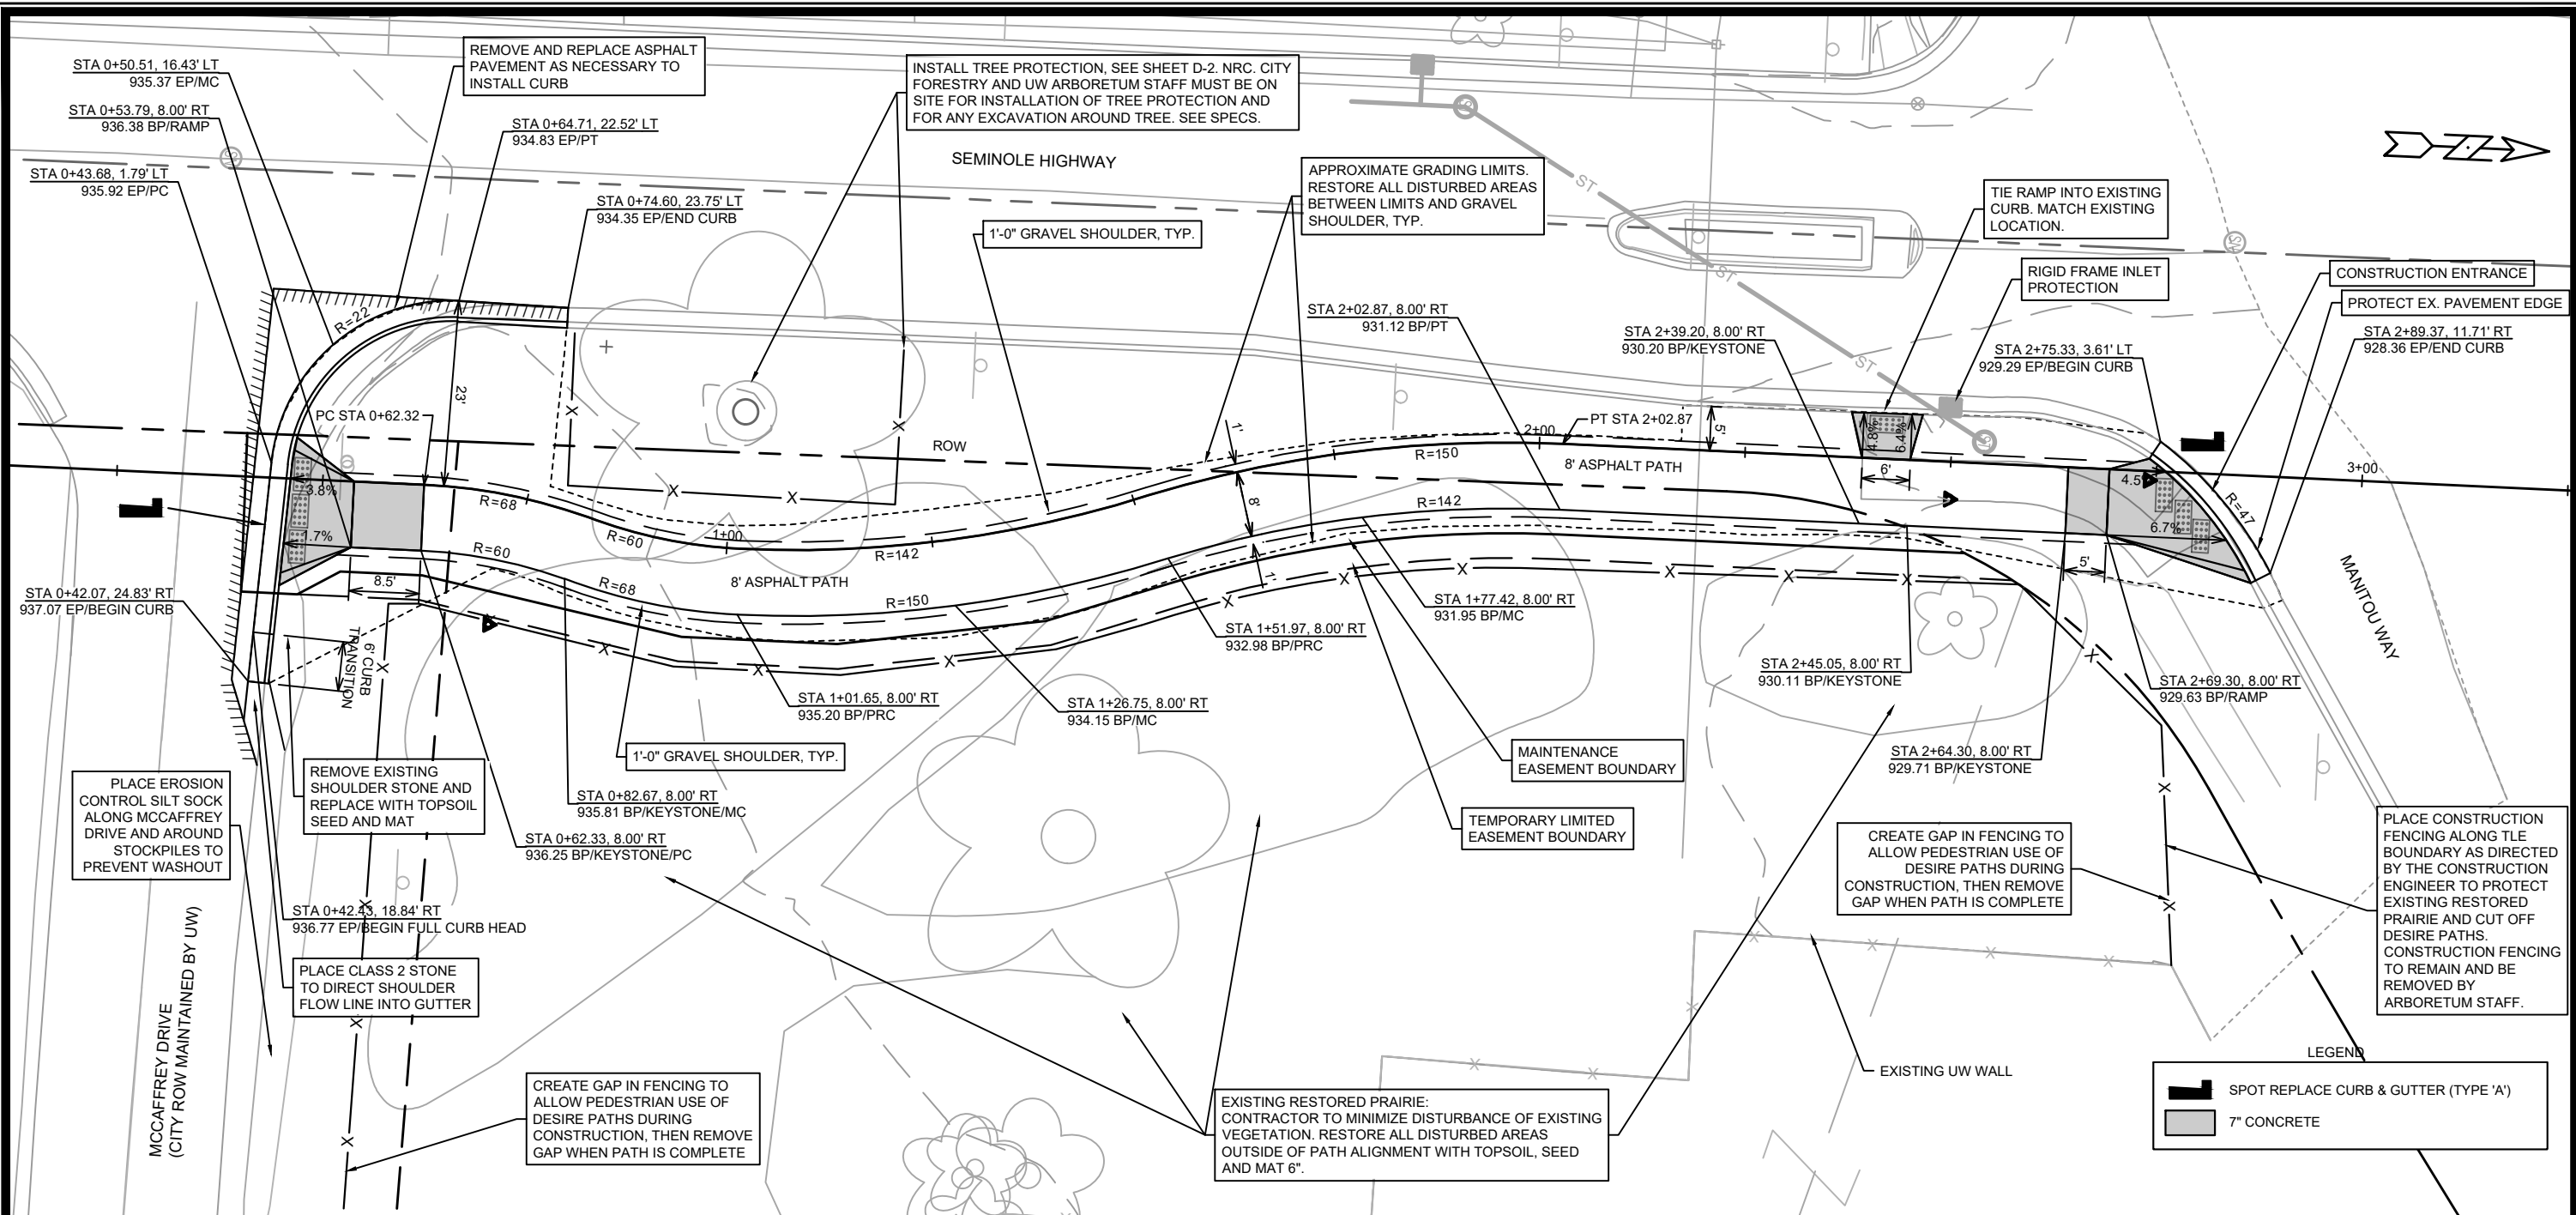 STA 0+50.51, 16.43' LT
935.37 EP/MC
STA 0+53.79, 8.00' RT
936.38 BP/RAMP
STA 0+43.68, 1.79' LT
935.92 EP/PC
REMOVE AND REPLACE ASPHALT
PAVEMENT AS NECESSARY TO
INSTALL CURB
STA 0+64.71, 22.52' LT
934.83 EP/PT
STA 0+74.60, 23.75' LT
934.35 EP/END CURB
INSTALL TREE PROTECTION, SEE SHEET D-2. NRC. CITY
FORESTRY AND UW ARBORETUM STAFF MUST BE ON
SITE FOR INSTALLATION OF TREE PROTECTION AND
FOR ANY EXCAVATION AROUND TREE. SEE SPECS.
SEMINOLE HIGHWAY
1'-0" GRAVEL SHOULDER, TYP.
APPROXIMATE GRADING LIMITS.
RESTORE ALL DISTURBED AREAS
BETWEEN LIMITS AND GRAVEL
SHOULDER, TYP.
ST
ST
ST
TIE RAMP INTO EXISTING
CURB. MATCH EXISTING
LOCATION.
RIGID FRAME INLET
PROTECTION
CONSTRUCTION ENTRANCE
PROTECT EX. PAVEMENT EDGE
STA 2+89.37, 11.71' RT
928.36 EP/END CURB
STA 2+02.87, 8.00' RT
931.12 BP/PT
STA 2+39.20, 8.00' RT
930.20 BP/KEYSTONE
STA 2+75.33, 3.61' LT
929.29 EP/BEGIN CURB
R=22
23'
PC STA 0+62.32
ROW
1'
2+00
PT STA 2+02.87
5'
4.8%
6.4%
6'
3+00
R=150
8' ASPHALT PATH
3.8%
1.7%
R=68
R=60
1+00
R=142
8'
R=142
4.5%
6.7%
R=47
8.5'
R=60
R=68
8' ASPHALT PATH
R=150
1'
5'
STA 0+42.07, 24.83' RT
937.07 EP/BEGIN CURB
6' CURB
TRANSITION
STA 1+77.42, 8.00' RT
931.95 BP/MC
STA 1+51.97, 8.00' RT
932.98 BP/PRC
STA 2+45.05, 8.00' RT
930.11 BP/KEYSTONE
STA 2+69.30, 8.00' RT
929.63 BP/RAMP
MANITOU WAY
STA 1+01.65, 8.00' RT
935.20 BP/PRC
STA 1+26.75, 8.00' RT
934.15 BP/MC
1'-0" GRAVEL SHOULDER, TYP.
MAINTENANCE
EASEMENT BOUNDARY
STA 2+64.30, 8.00' RT
929.71 BP/KEYSTONE
PLACE EROSION
CONTROL SILT SOCK
ALONG MCCAFFREY
DRIVE AND AROUND
STOCKPILES TO
PREVENT WASHOUT
REMOVE EXISTING
SHOULDER STONE AND
REPLACE WITH TOPSOIL
SEED AND MAT
STA 0+82.67, 8.00' RT
935.81 BP/KEYSTONE/MC
STA 0+62.33, 8.00' RT
936.25 BP/KEYSTONE/PC
TEMPORARY LIMITED
EASEMENT BOUNDARY
CREATE GAP IN FENCING TO
ALLOW PEDESTRIAN USE OF
DESIRE PATHS DURING
CONSTRUCTION, THEN REMOVE
GAP WHEN PATH IS COMPLETE
PLACE CONSTRUCTION
FENCING ALONG TLE
BOUNDARY AS DIRECTED
BY THE CONSTRUCTION
ENGINEER TO PROTECT
EXISTING RESTORED
PRAIRIE AND CUT OFF
DESIRE PATHS.
CONSTRUCTION FENCING
TO REMAIN AND BE
REMOVED BY
ARBORETUM STAFF.
STA 0+42.43, 18.84' RT
936.77 EP/BEGIN FULL CURB HEAD
PLACE CLASS 2 STONE
TO DIRECT SHOULDER
FLOW LINE INTO GUTTER
MCCAFFREY DRIVE
(CITY ROW MAINTAINED BY UW)
CREATE GAP IN FENCING TO
ALLOW PEDESTRIAN USE OF
DESIRE PATHS DURING
CONSTRUCTION, THEN REMOVE
GAP WHEN PATH IS COMPLETE
EXISTING RESTORED PRAIRIE:
CONTRACTOR TO MINIMIZE DISTURBANCE OF EXISTING
VEGETATION. RESTORE ALL DISTURBED AREAS
OUTSIDE OF PATH ALIGNMENT WITH TOPSOIL, SEED
AND MAT 6".
EXISTING UW WALL
LEGEND
SPOT REPLACE CURB & GUTTER (TYPE 'A')
7" CONCRETE